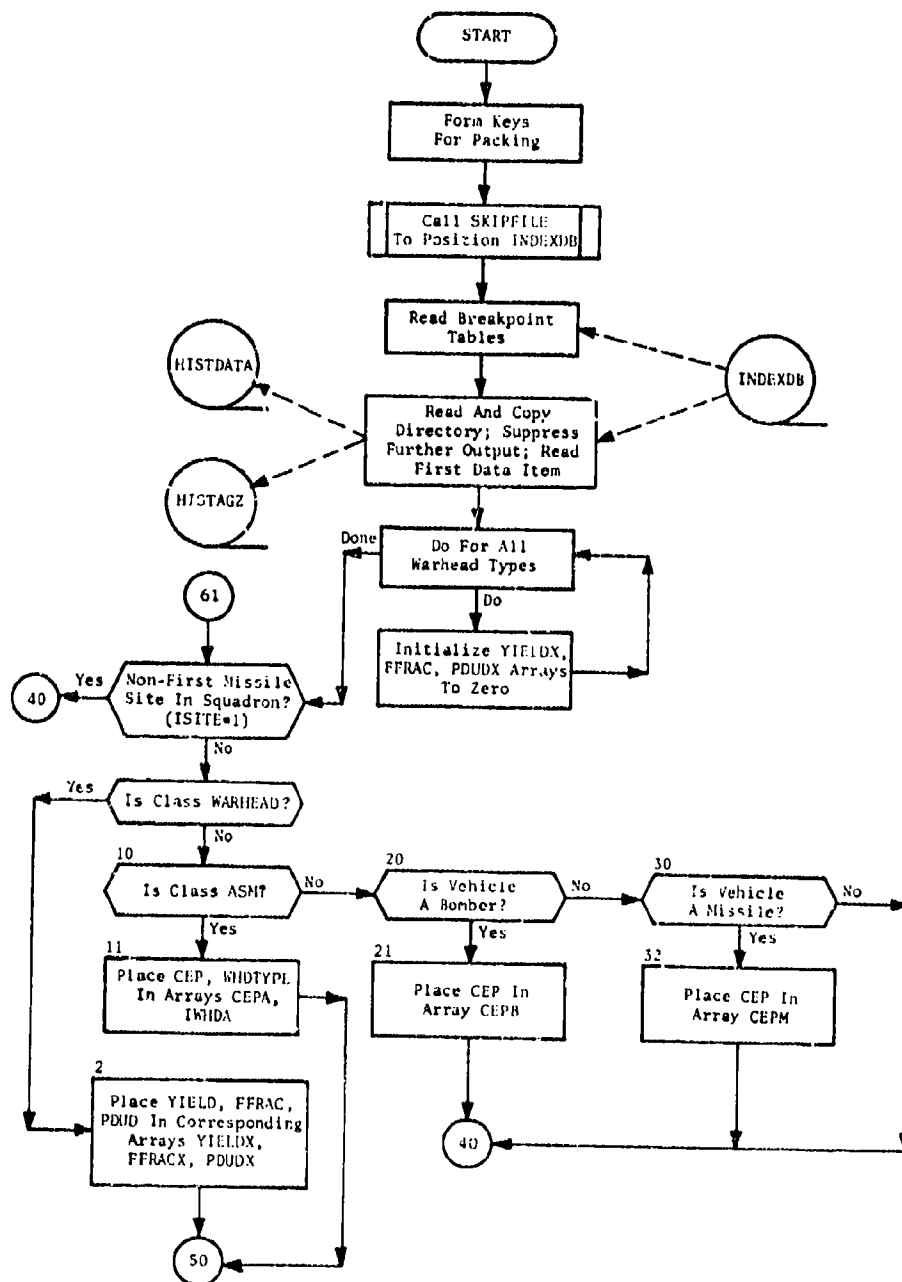 START
Form Keys
For Packing
Call SKIPFILE
To Position INDEXDB
Read Breakpoint
Tables
HISTDATA
INDEXDB
Read And Copy
Directory; Suppress
Further Output; Read
First Data Item
HISTAGZ
Done
Do For All
Warhead Types
Do
61
Initialize YIELDX,
FFRAC, PDUDX Arrays
To Zero
40
Yes
Non-First Missile
Site In Squadron?
(ISITE≠1)
No
Yes
Is Class WARHEAD?
No
10
Is Class ASM?
No
20
Is Vehicle
A Bomber?
No
30
Is Vehicle
A Missile?
No
Yes
Yes
Yes
11
Place CEP, WHDTYPE
In Arrays CEPA,
IWHDA
21
Place CEP In
Array CEPB
32
Place CEP In
Array CEPM
2
Place YIELD, FFRAC,
PDUD In Corresponding
Arrays YIELDX,
FFRACX, PDUDX
40
50